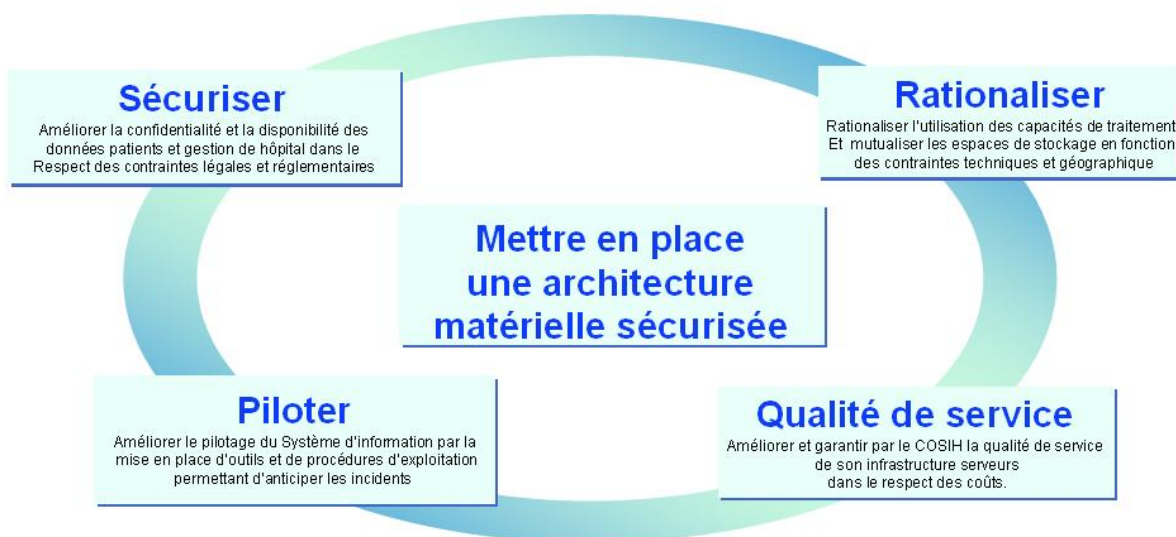 Sécuriser
Améliorer la confidentialité et la disponibilité des
données patients et gestion de hôpital dans le
Respect des contraintes légales et réglementaires
Rationaliser
Rationaliser l'utilisation des capacités de traitement
Et mutualiser les espaces de stockage en fonction
des contraintes techniques et géographique
Mettre en place
une architecture
matérielle sécurisée
Piloter
Améliorer le pilotage du Système d'information par la
mise en place d'outils et de procédures d'exploitation
permettant d'anticiper les incidents
Qualité de service
Améliorer et garantir par le COSIH la qualité de service
de son infrastructure serveurs
dans le respect des coûts.